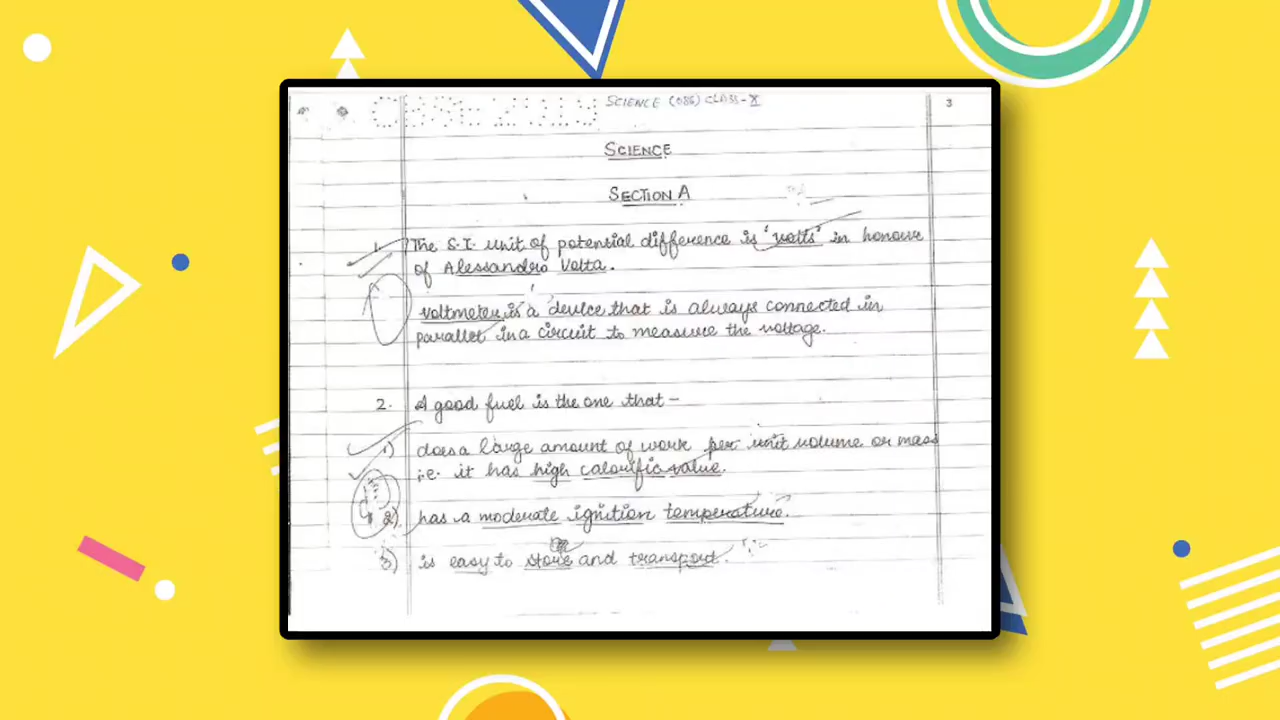 CBSE 2019
SCIENCE (086) CLASS-X
3
SCIENCE
SECTION A
1. The S.I. unit of potential difference is 'volts' in honour
of Alessandro Volta.
voltmeter is a device that is always connected in
parallel in a circuit to measure the voltage.
2. A good fuel is the one that -
1) does a large amount of work per unit volume or mass
i.e. it has high calorific value.
2) has a moderate ignition temperature.
3) is easy to store and transport.